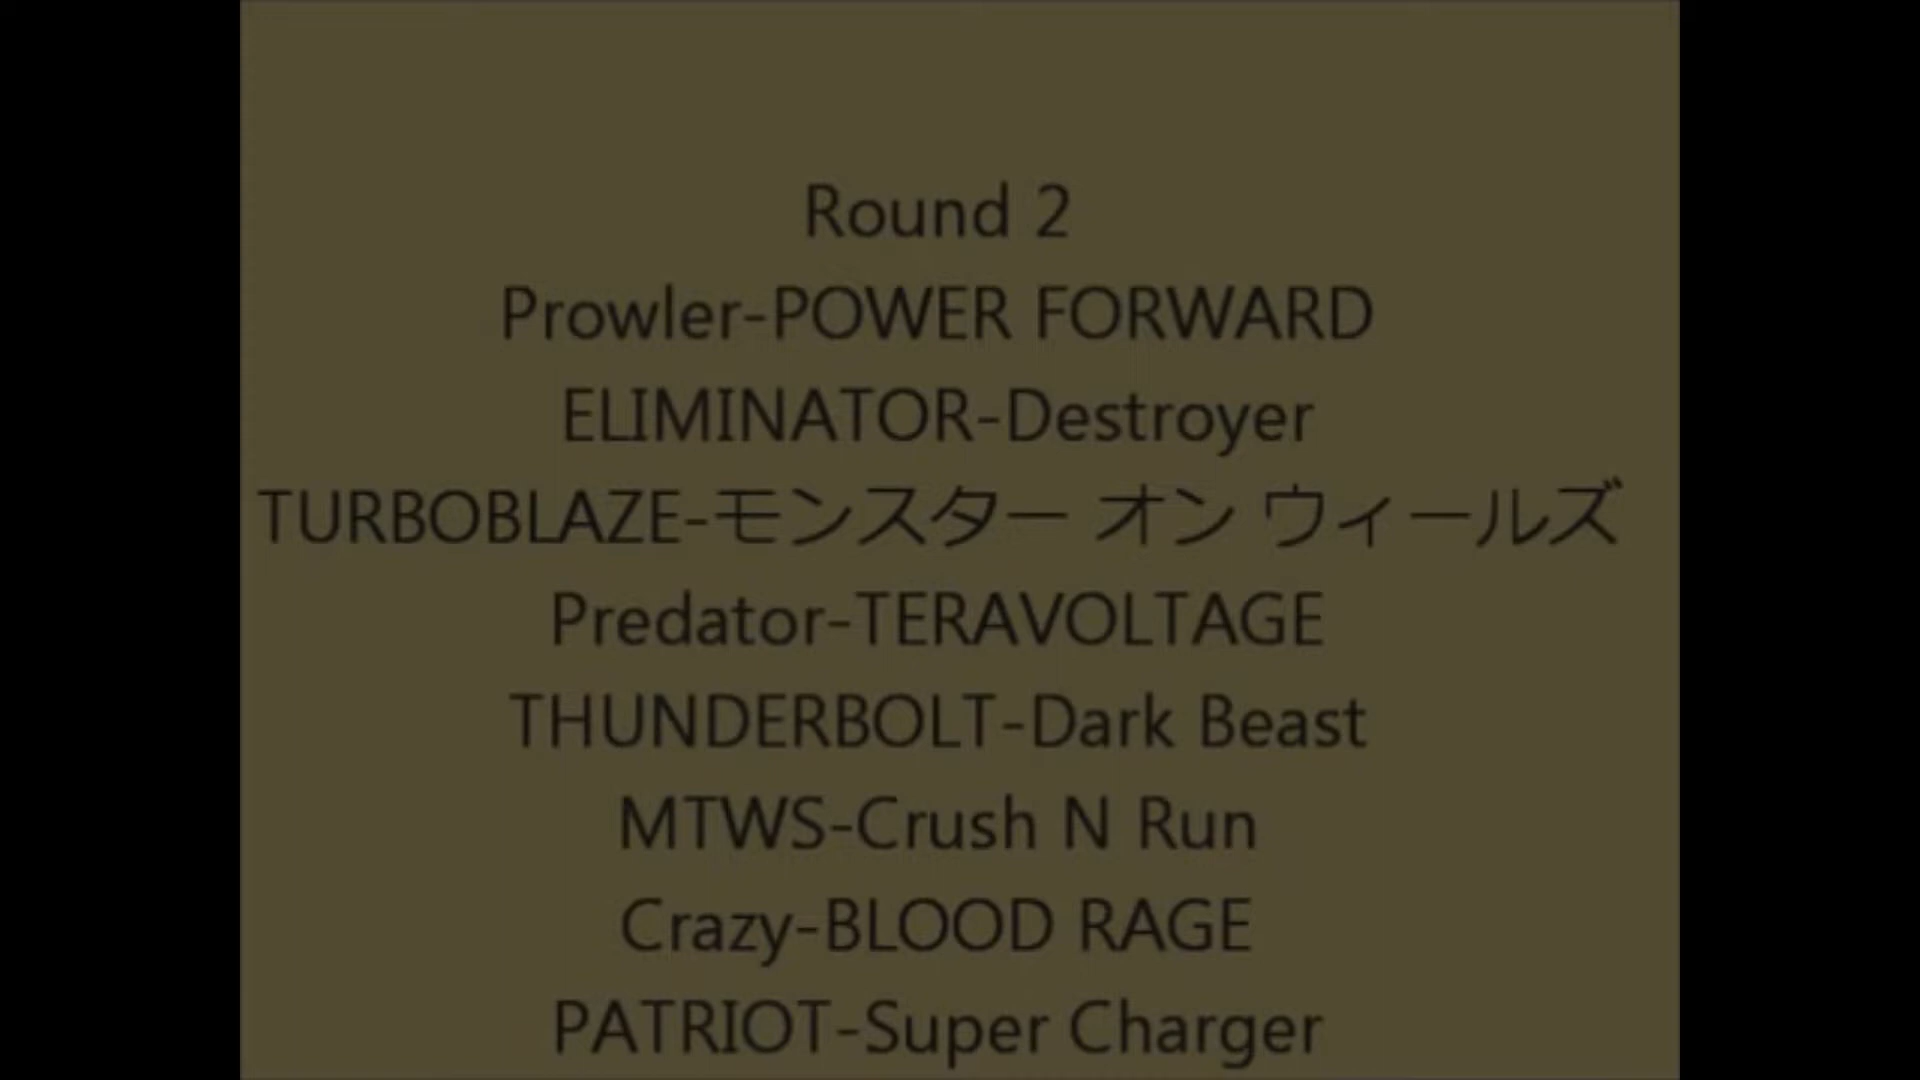 Round 2
Prowler-POWER FORWARD
ELIMINATOR-Destroyer
TURBOBLAZE-モンスター オン ウィールズ
Predator-TERAVOLTAGE
THUNDERBOLT-Dark Beast
MTWS-Crush N Run
Crazy-BLOOD RAGE
PATRIOT-Super Charger